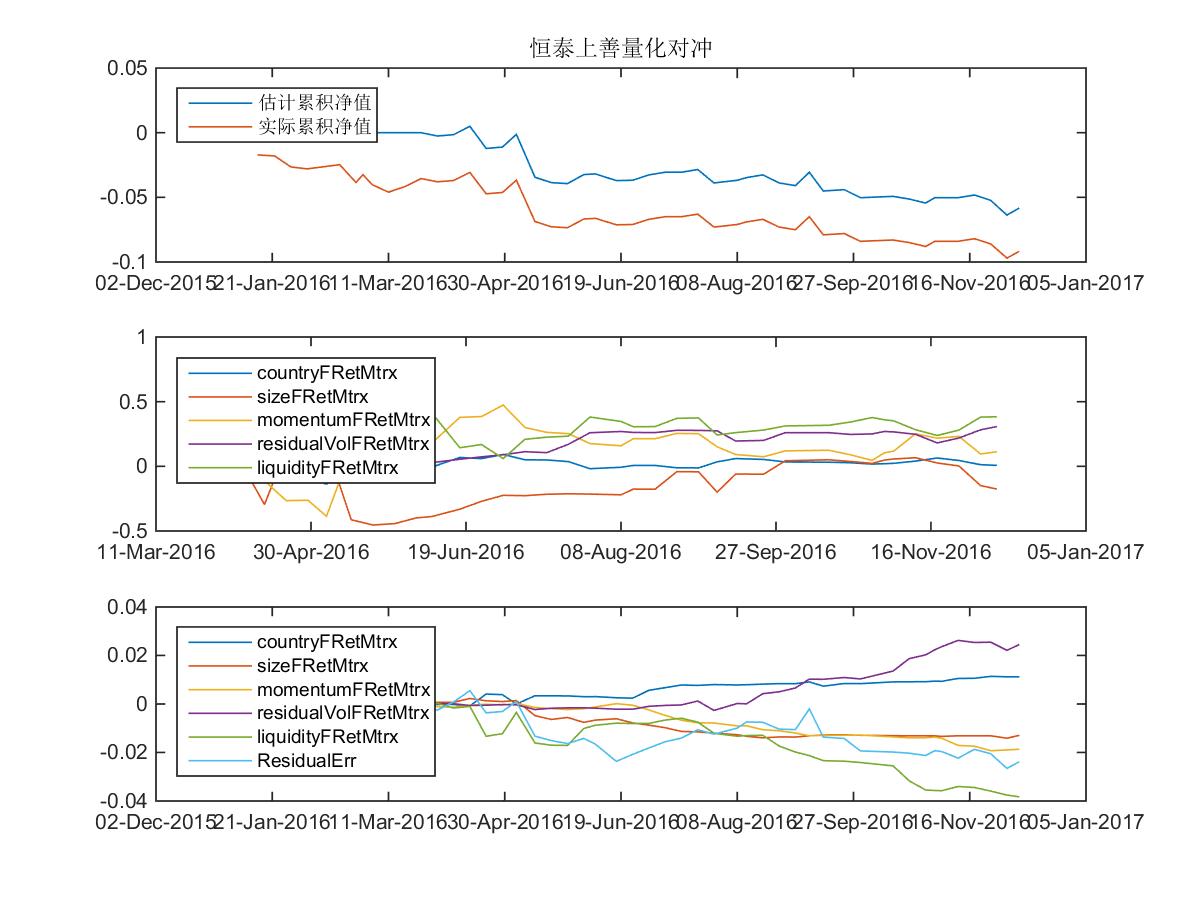 恒泰上善量化对冲
0.05
0
-0.05
-0.1
估计累积净值
实际累积净值
02-Dec-2015 21-Jan-2016 11-Mar-2016 30-Apr-2016 19-Jun-2016 08-Aug-2016 27-Sep-2016 16-Nov-2016 05-Jan-2017
1
0.5
0
-0.5
countryFRetMtrx
sizeFRetMtrx
momentumFRetMtrx
residualVolFRetMtrx
liquidityFRetMtrx
11-Mar-2016 30-Apr-2016 19-Jun-2016 08-Aug-2016 27-Sep-2016 16-Nov-2016 05-Jan-2017
0.04
0.02
0
-0.02
-0.04
countryFRetMtrx
sizeFRetMtrx
momentumFRetMtrx
residualVolFRetMtrx
liquidityFRetMtrx
ResidualErr
02-Dec-2015 21-Jan-2016 11-Mar-2016 30-Apr-2016 19-Jun-2016 08-Aug-2016 27-Sep-2016 16-Nov-2016 05-Jan-2017